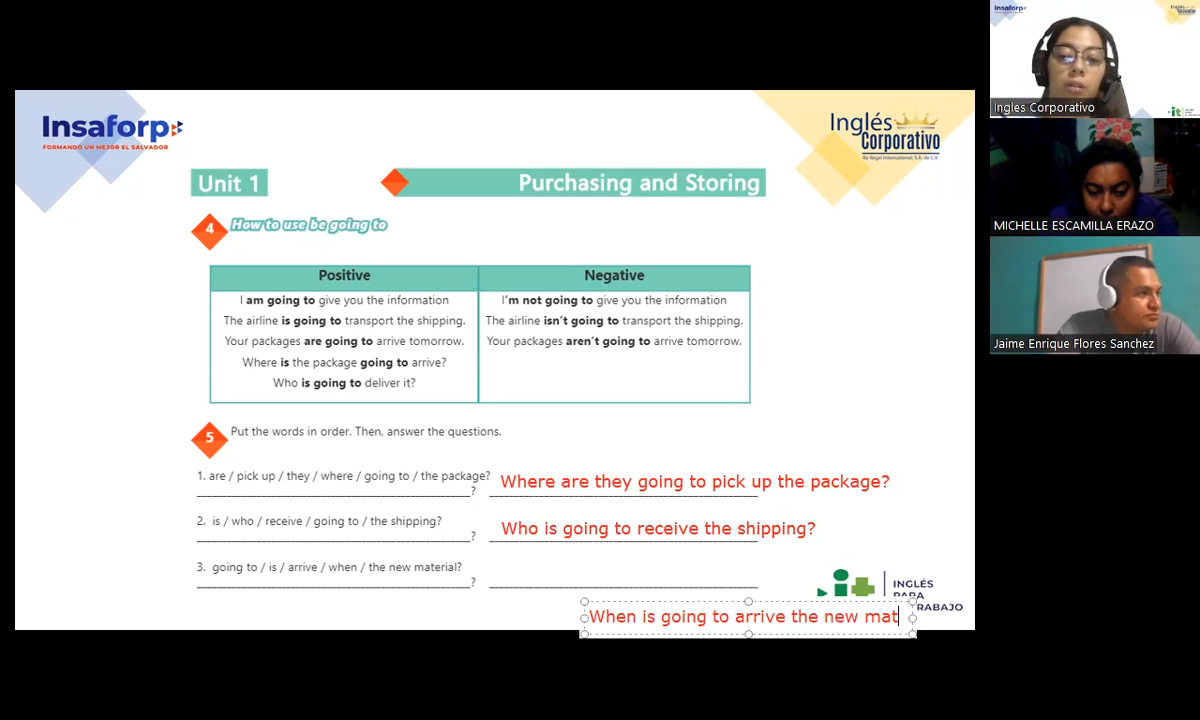 Insaforp
FORMANDO UN MEJOR EL SALVADOR
Inglés
Corporativo
By Regal International, S.A. de C.V.
Unit 1
Purchasing and Storing
4 How to use be going to
Positive
Negative
I am going to give you the information
I'm not going to give you the information
The airline is going to transport the shipping.
The airline isn't going to transport the shipping.
Your packages are going to arrive tomorrow.
Your packages aren't going to arrive tomorrow.
Where is the package going to arrive?
Who is going to deliver it?
5 Put the words in order. Then, answer the questions.
1. are / pick up / they / where / going to / the package?
Where are they going to pick up the package?
?
2. is / who / receive / going to / the shipping?
Who is going to receive the shipping?
?
3. going to / is / arrive / when / the new material?
?
When is going to arrive the new mat
INGLÉS
PARA
TRABAJO
Insaforp
Ingles Corporativo
MICHELLE ESCAMILLA ERAZO
Jaime Enrique Flores Sanchez